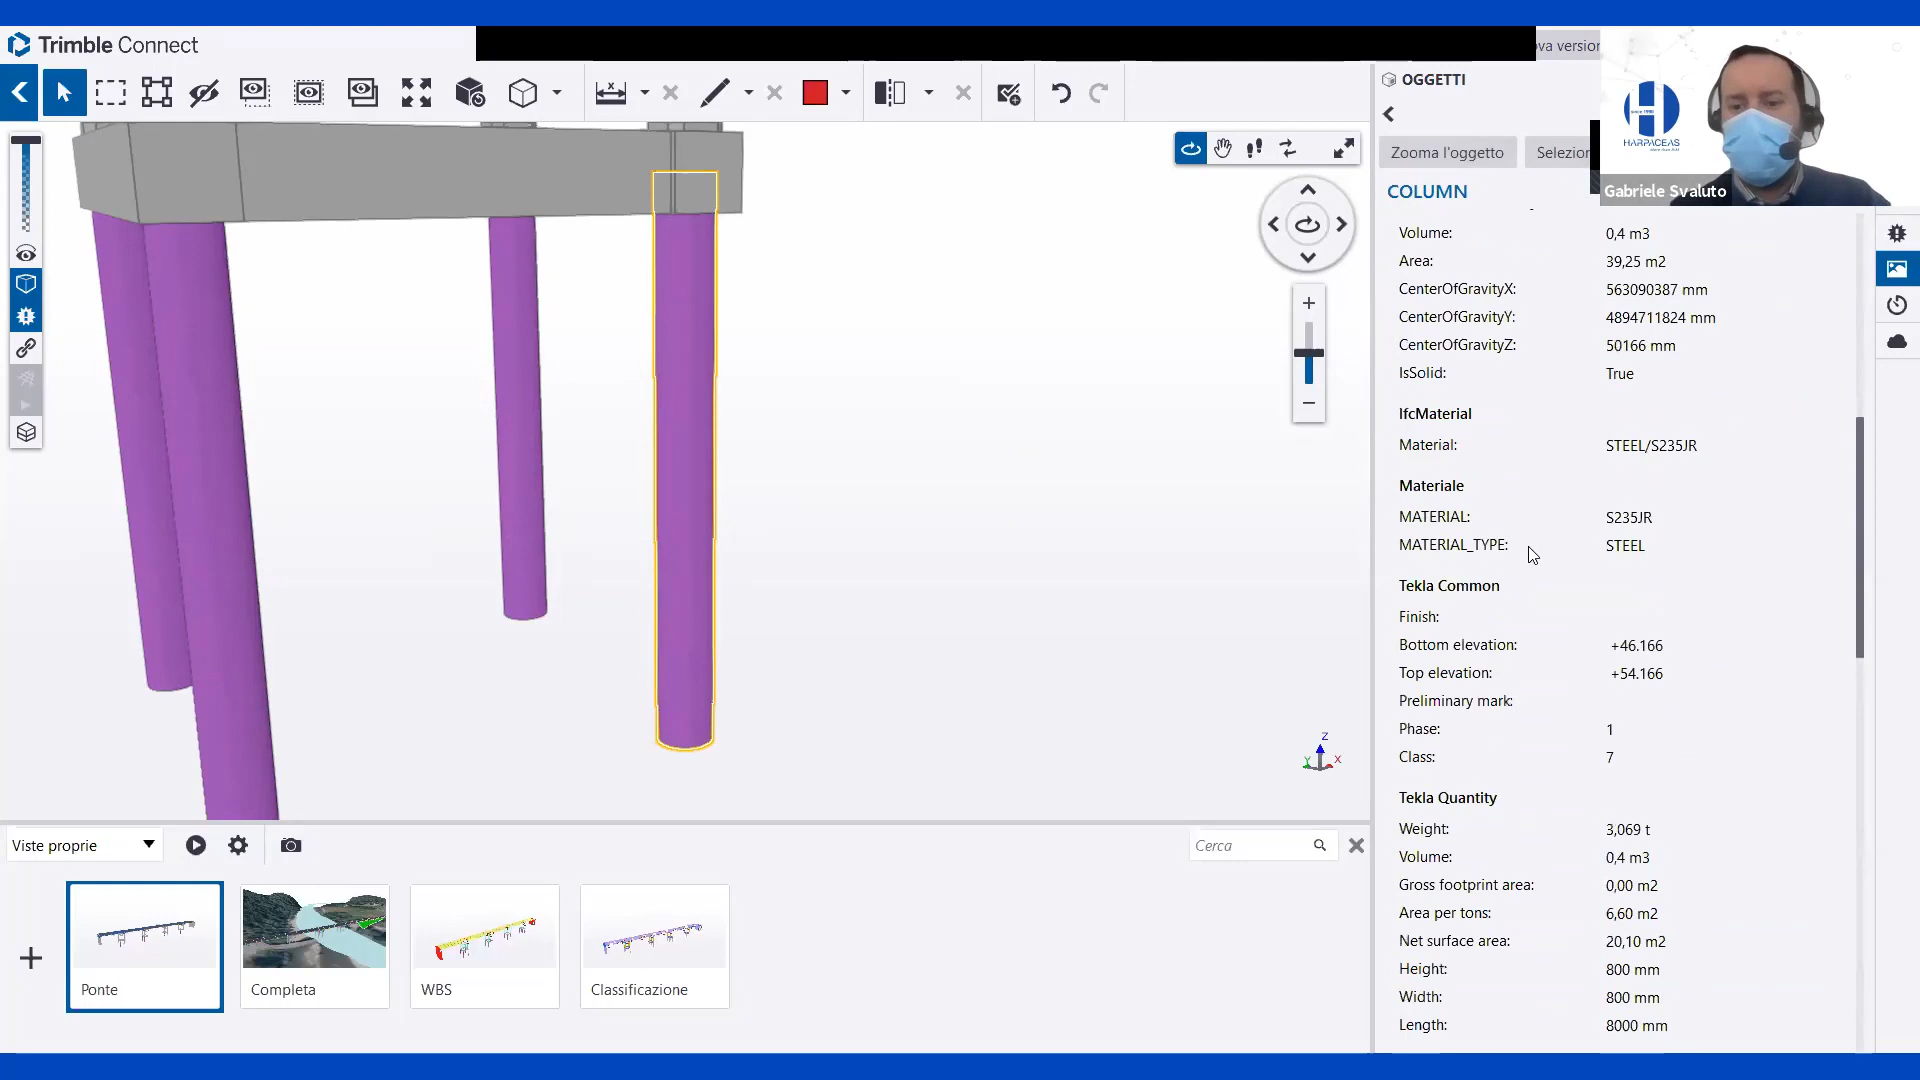 Trimble Connect
ova version
OGGETTI
Zooma l'oggetto
Selezion
since 1990
HARPACEAS
Gabriele Svaluto
COLUMN
Volume: 0,4 m3
Area: 39,25 m2
CenterOfGravityX: 563090387 mm
CenterOfGravityY: 4894711824 mm
CenterOfGravityZ: 50166 mm
IsSolid: True
IfcMaterial
Material: STEEL/S235JR
Materiale
MATERIAL: S235JR
MATERIAL_TYPE: STEEL
Tekla Common
Finish:
Bottom elevation: +46.166
Top elevation: +54.166
Preliminary mark:
Phase: 1
Class: 7
Tekla Quantity
Weight: 3,069 t
Volume: 0,4 m3
Gross footprint area: 0,00 m2
Area per tons: 6,60 m2
Net surface area: 20,10 m2
Height: 800 mm
Width: 800 mm
Length: 8000 mm
Z
Y
X
Viste proprie
Cerca
Ponte
Completa
WBS
Classificazione